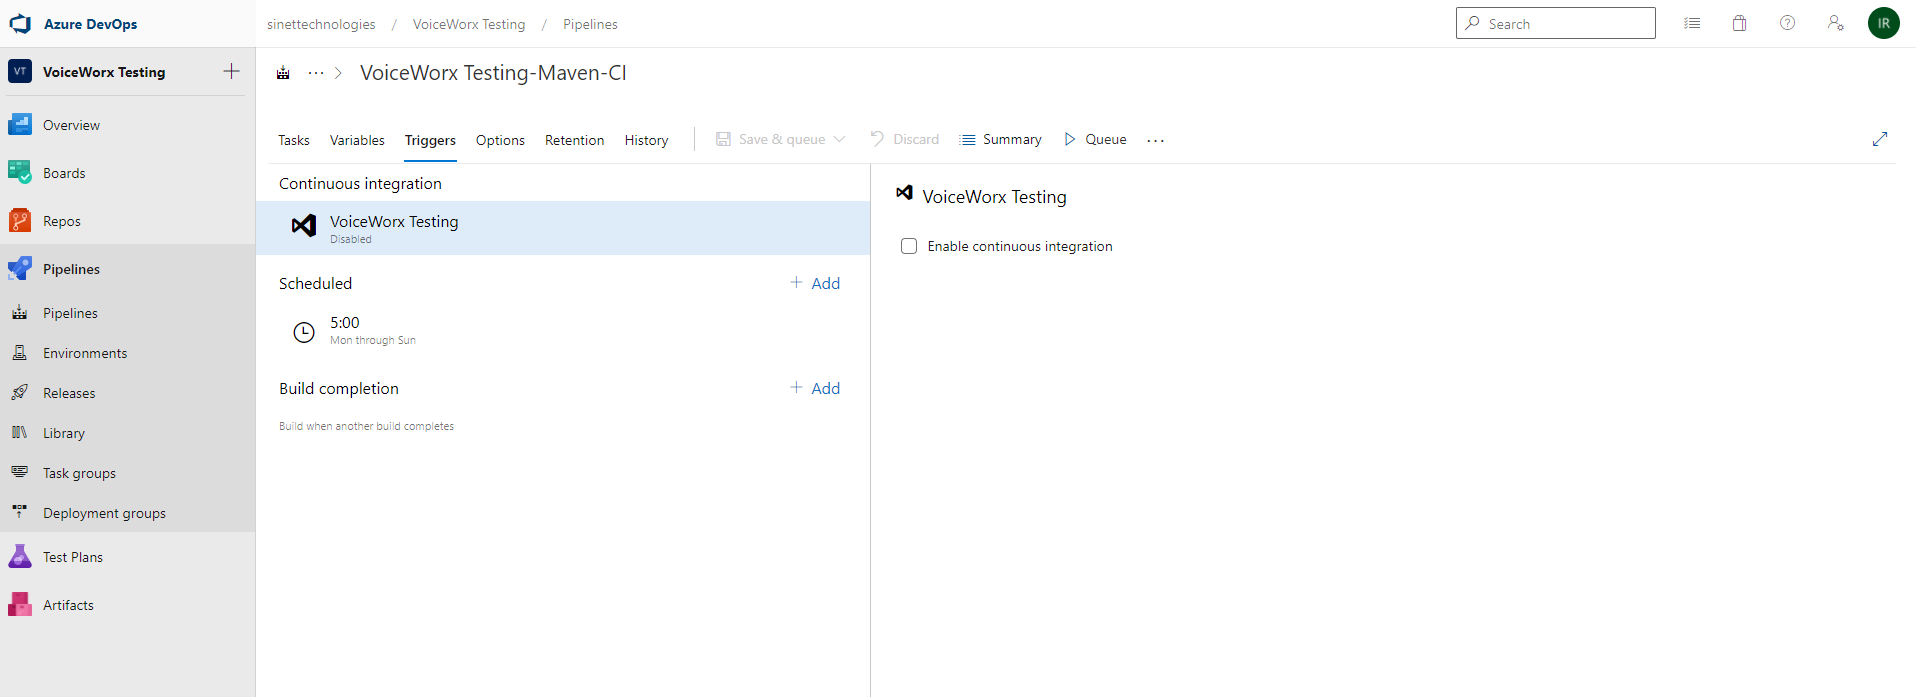 Azure DevOps
sinettechnologies / VoiceWorx Testing / Pipelines
Search
IR
VT VoiceWorx Testing
VoiceWorx Testing-Maven-CI
Overview
Boards
Repos
Pipelines
Pipelines
Environments
Releases
Library
Task groups
Deployment groups
Test Plans
Artifacts
Tasks Variables Triggers Options Retention History Save & queue Discard Summary Queue
Continuous integration
VoiceWorx Testing
Disabled
Scheduled + Add
5:00
Mon through Sun
Build completion + Add
Build when another build completes
VoiceWorx Testing
Enable continuous integration